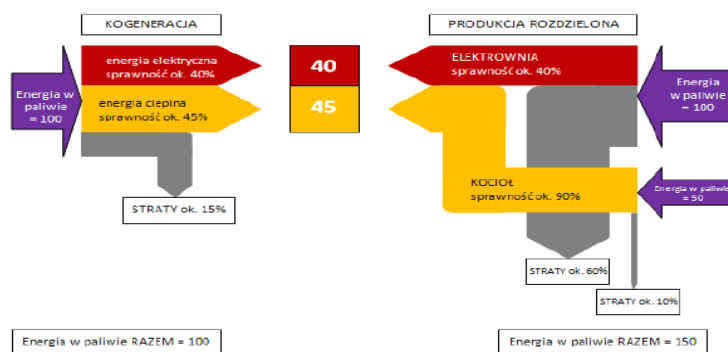 KOGENERACJA
PRODUKCJA ROZDZIELONA
energia elektryczna
sprawność ok. 40%
Energia w
paliwie
= 100
energia cieplna
sprawność ok. 45%
STRATY ok. 15%
40
45
ELEKTROWNIA
sprawność ok. 40%
Energia
w paliwie
= 100
KOCIOŁ
sprawność ok. 90%
Energia w paliwie
= 50
STRATY ok. 60%
STRATY ok. 10%
Energia w paliwie RAZEM = 100
Energia w paliwie RAZEM = 150